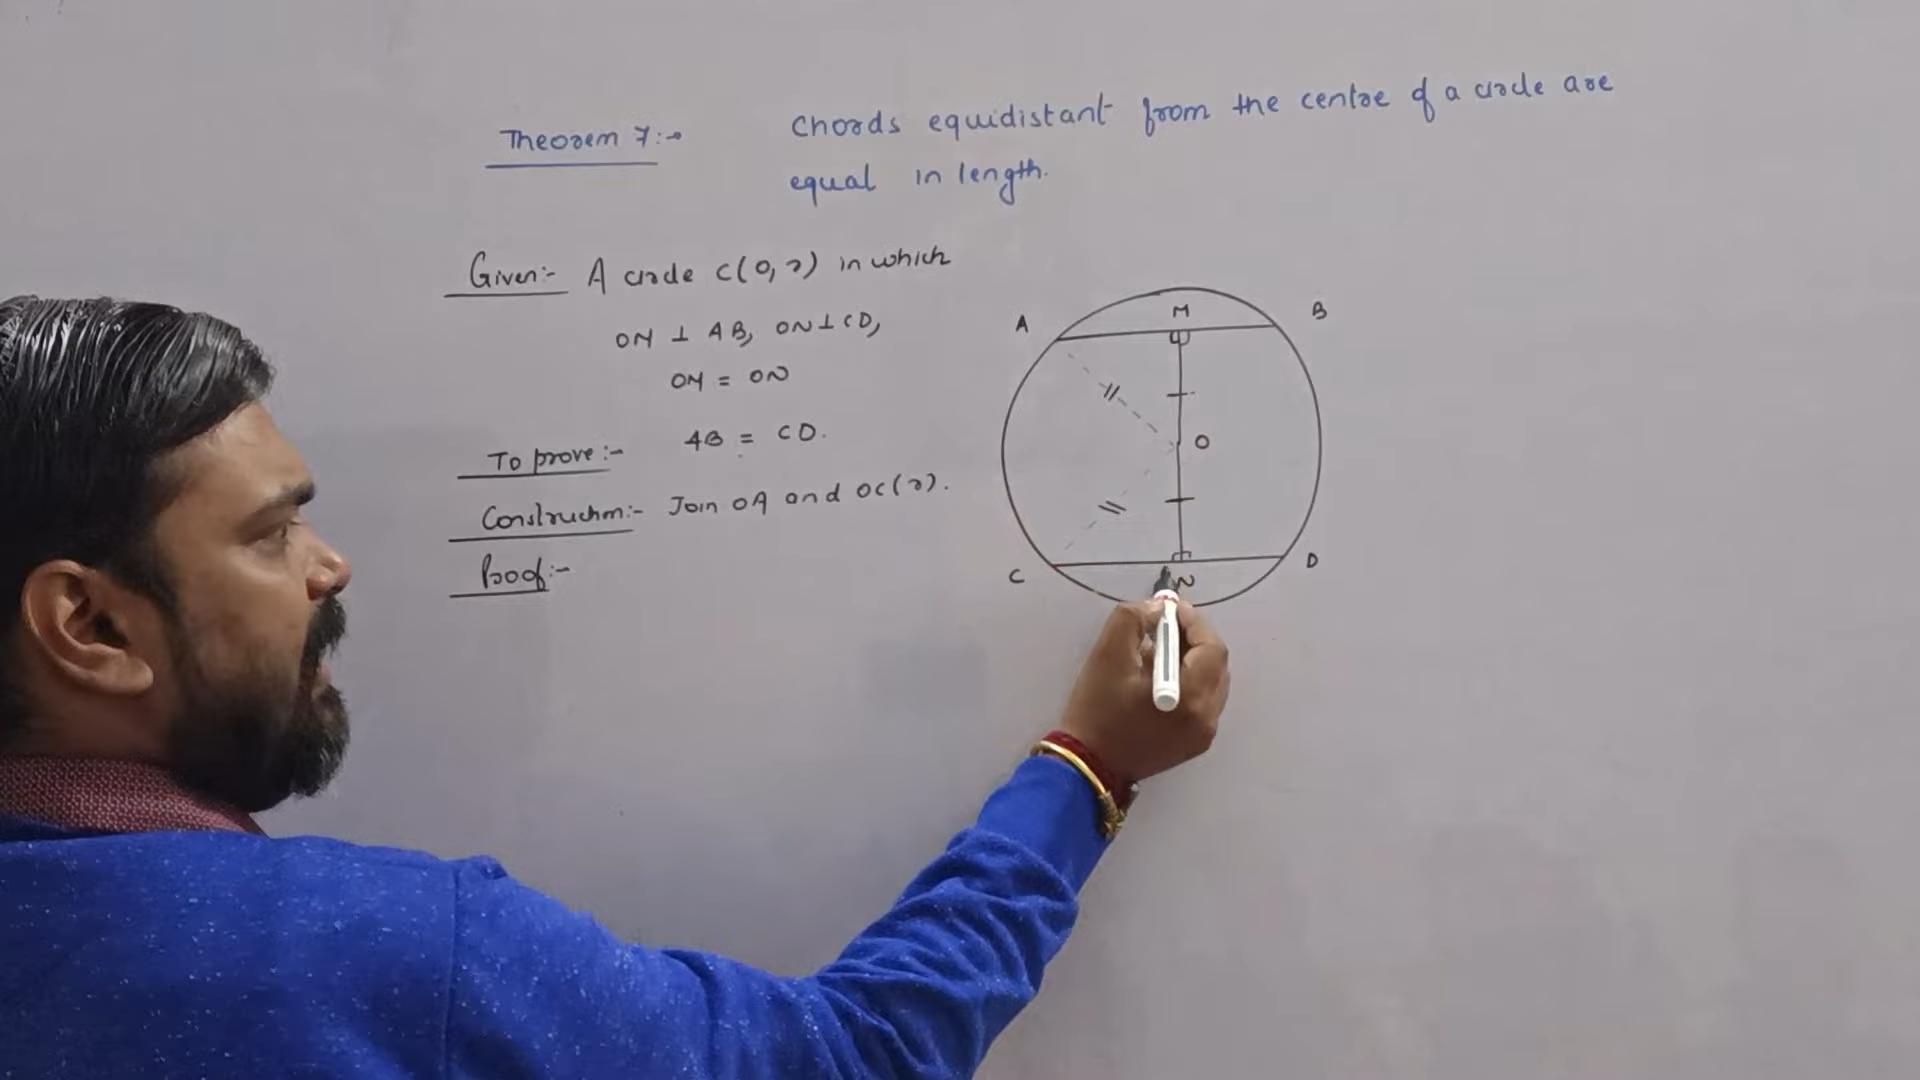 Theorem 7:→ Chords equidistant from the centre of a circle are
equal in length.
Given:- A circle C(O, r) in which
OM ⊥ AB, ON ⊥ CD,
OM = ON
To prove:- AB = CD.
Construction:- Join OA and OC (r).
Proof:-
A
M
B
O
C
N
D